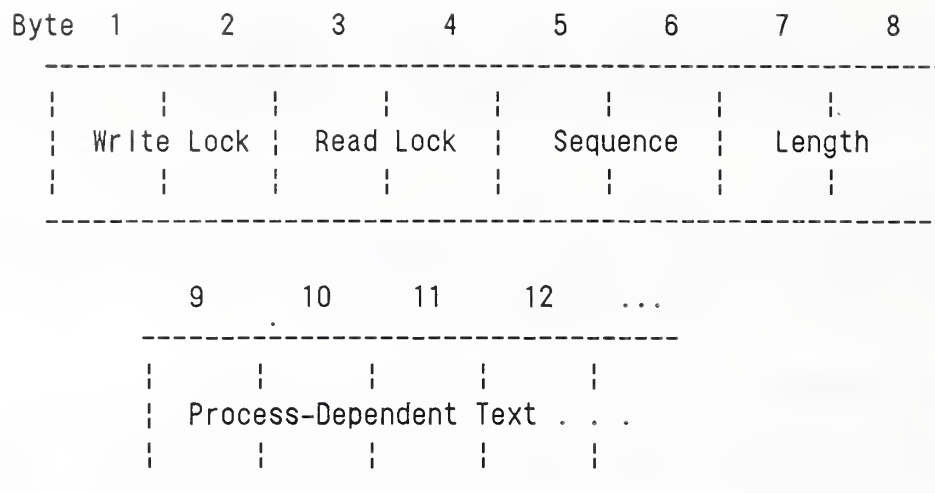 Byte 1 2 3 4 5 6 7 8
Write Lock Read Lock Sequence Length
9 10 11 12 ...
Process-Dependent Text . . .